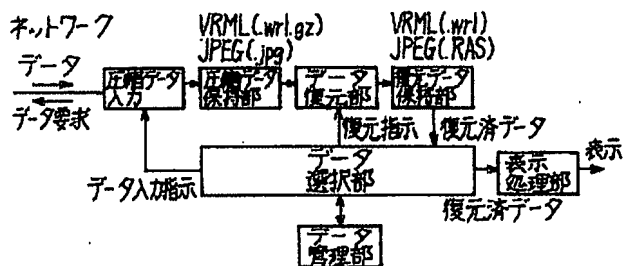 ネットワーク
VRML(.wrl.gz)
JPEG(.jpg)
VRML(.wrl)
JPEG(.RAS)
データ
データ要求
圧縮データ
入力
圧縮データ
保持部
データ
復元部
復元データ
保持部
復元指示
復元済データ
データ入力指示
データ
選択部
表示
処理部
表示
復元済データ
データ
管理部